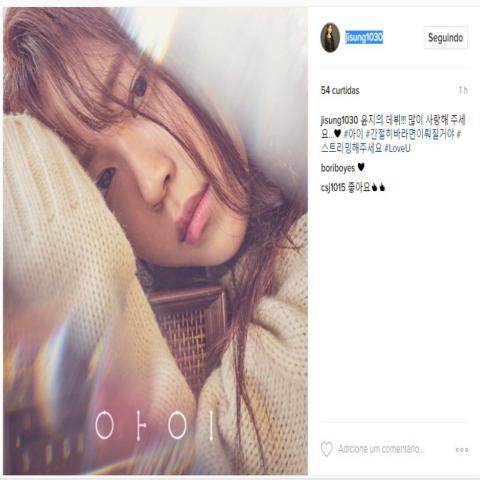 jisung1030
Seguindo
54 curtidas
1 h
jisung1030 윤지의 데뷔!!! 많이 사랑해 주세
요...♥ #아이 #간절히바라면이뤄질거야 #
스트리밍해주세요 #LoveU
boriboyes ♥
csj1015 좋아요👍👍
아이
Adicione um comentário...